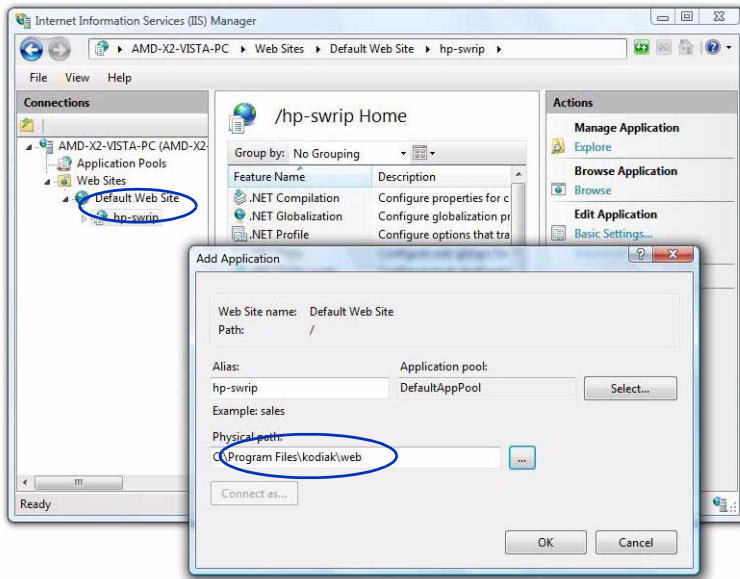 Internet Information Services (IIS) Manager
AMD-X2-VISTA-PC Web Sites Default Web Site hp-swrip
File View Help
Connections
AMD-X2-VISTA-PC (AMD-X2-
Application Pools
Web Sites
Default Web Site
hp-swrip
Ready
/hp-swrip Home
Group by: No Grouping
Feature Name Description
.NET Compilation Configure properties for c
.NET Globalization Configure globalization pr
.NET Profile Configure options that tra
Actions
Manage Application
Explore
Browse Application
Browse
Edit Application
Basic Settings...
Add Application
Web Site name: Default Web Site
Path: /
Alias: Application pool:
hp-swrip DefaultAppPool Select...
Example: sales
Physical path:
C:\Program Files\kodiak\web ...
Connect as...
OK Cancel